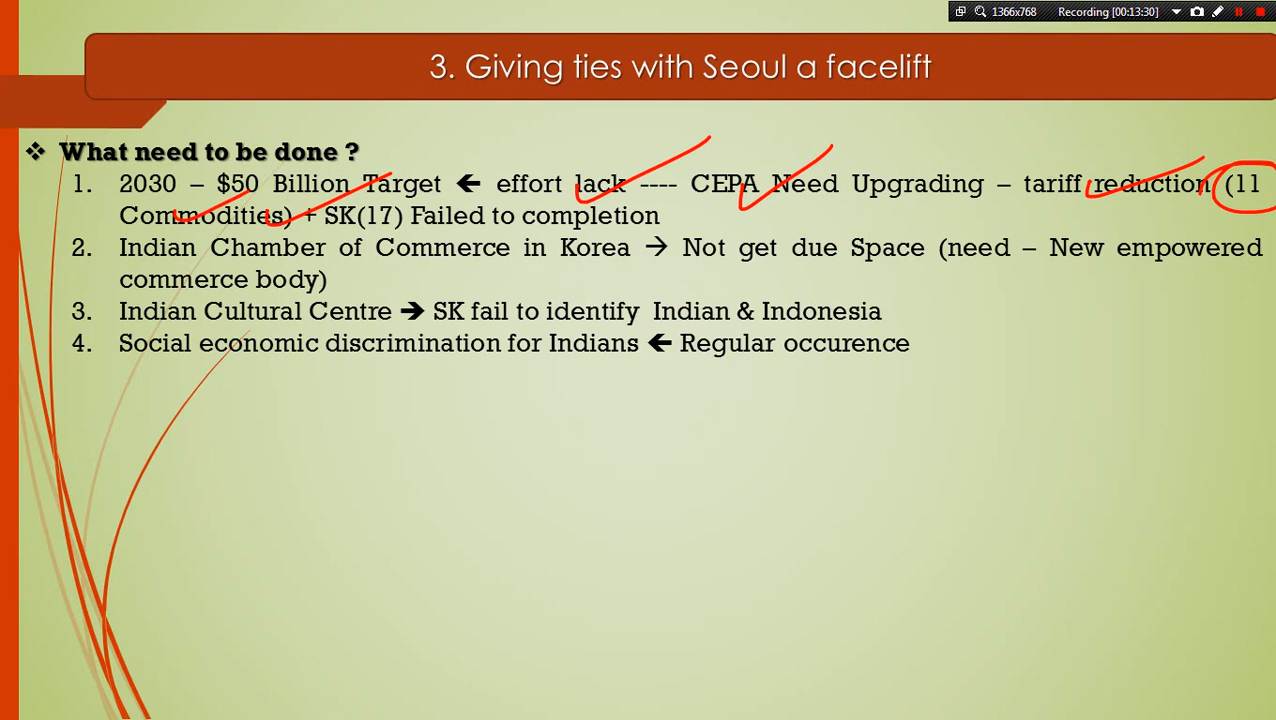 1366x768 Recording [00:13:30]
3. Giving ties with Seoul a facelift
❖ What need to be done ?
1. 2030 – $50 Billion Target 🡸 effort lack ---- CEPA Need Upgrading – tariff reduction (11
Commodities) + SK(17) Failed to completion
2. Indian Chamber of Commerce in Korea → Not get due Space (need – New empowered
commerce body)
3. Indian Cultural Centre 🡺 SK fail to identify Indian & Indonesia
4. Social economic discrimination for Indians 🡸 Regular occurence